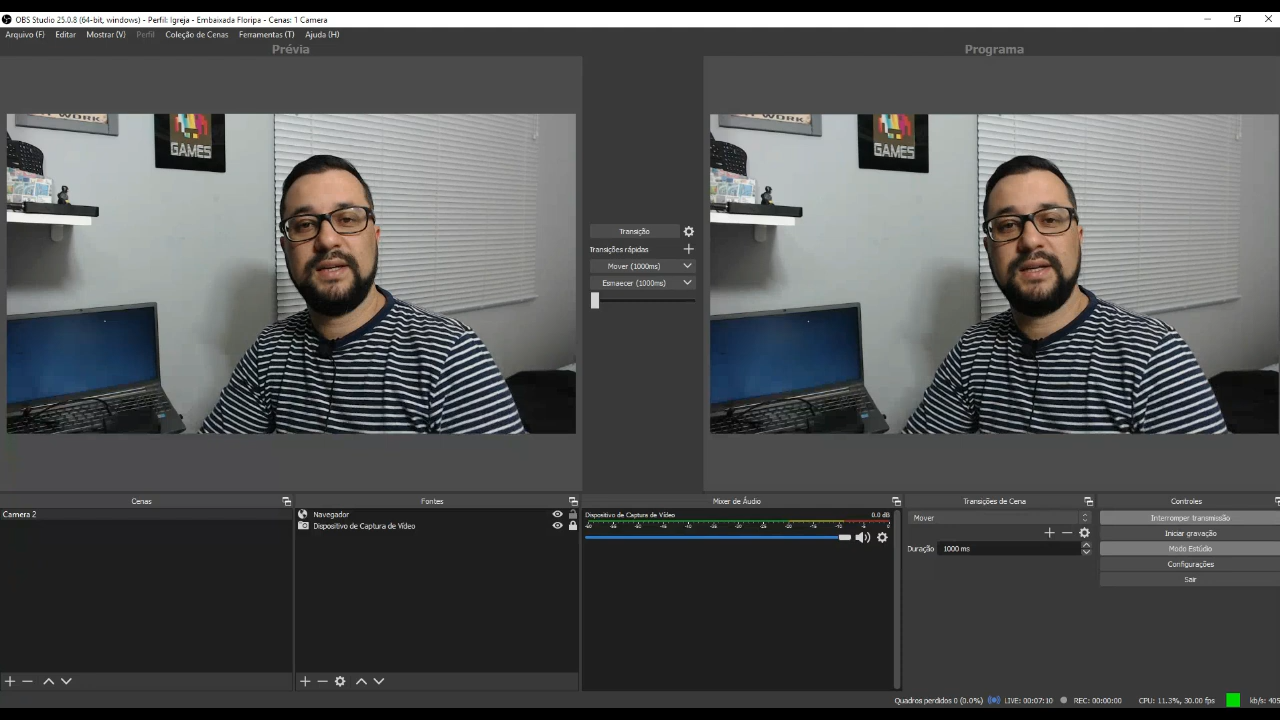 OBS Studio 25.0.8 (64-bit, windows) - Perfil: Igreja - Embaixada Floripa - Cenas: 1 Camera
Arquivo (F) Editar Mostrar (V) Perfil Coleção de Cenas Ferramentas (T) Ajuda (H)
Prévia
Programa
GAMES
GAMES
Transição
Transições rápidas
Mover (1000ms)
Esmaecer (1000ms)
Cenas
Camera 2
Fontes
Navegador
Dispositivo de Captura de Vídeo
Mixer de Áudio
Dispositivo de Captura de Vídeo 0.0 dB
Transições de Cena
Mover
Duração 1000 ms
Controles
Interromper transmissão
Iniciar gravação
Modo Estúdio
Configurações
Sair
Quadros perdidos 0 (0.0%) LIVE: 00:07:10 REC: 00:00:00 CPU: 11.3%, 30.00 fps kb/s: 405